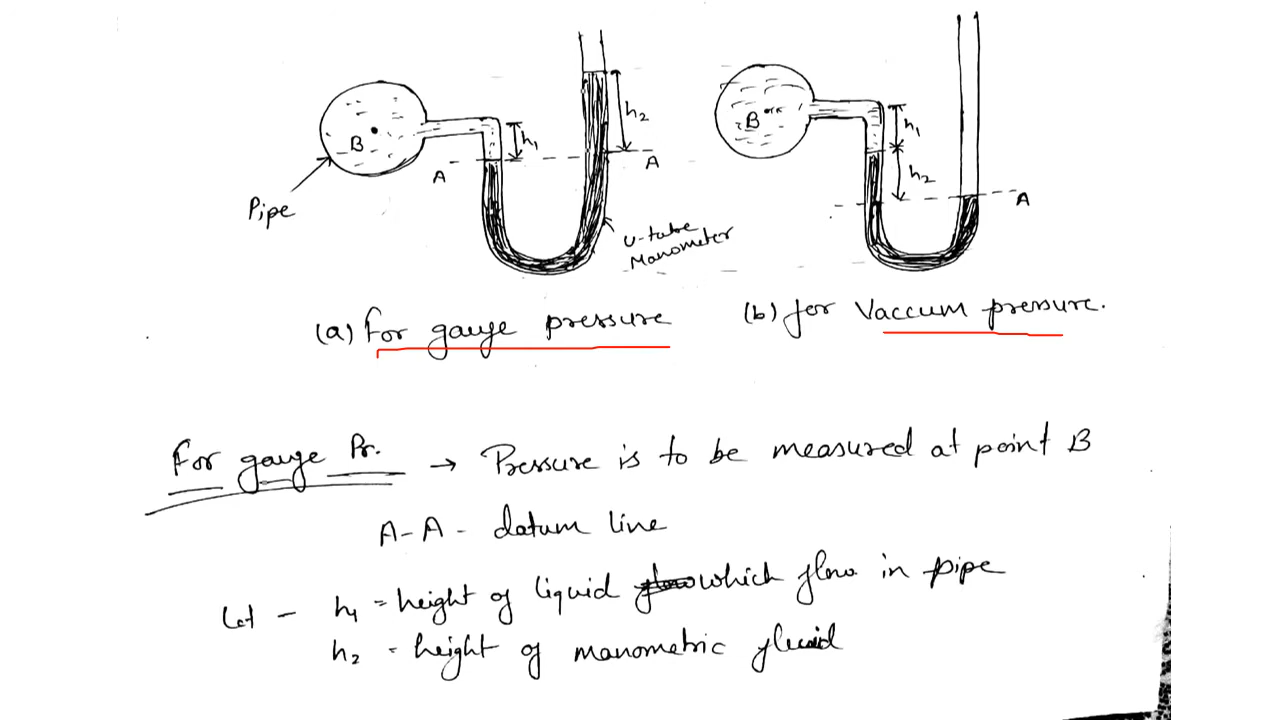 B
h₁
h₂
A
A
Pipe
U-tube
Manometer
B
h₁
h₂
A
(a) For gauge pressure
(b) for Vaccum pressure.
For gauge Pr. → Pressure is to be measured at point B
A-A - datum line
Let - h₁ = height of liquid which flow in pipe
h₂ = height of manometric fluid